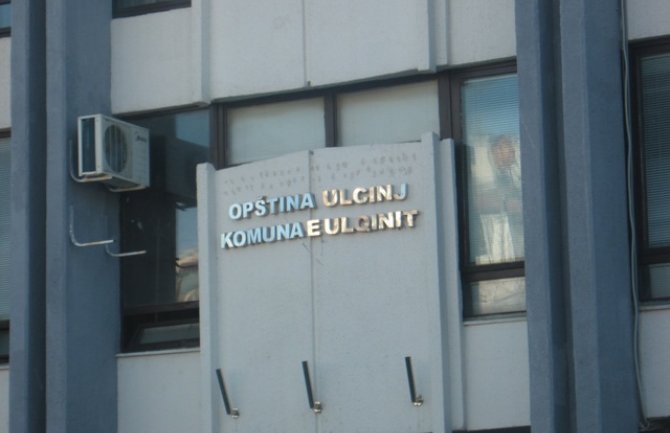 OPŠTINA ULCINJ
KOMUNA E ULQINIT